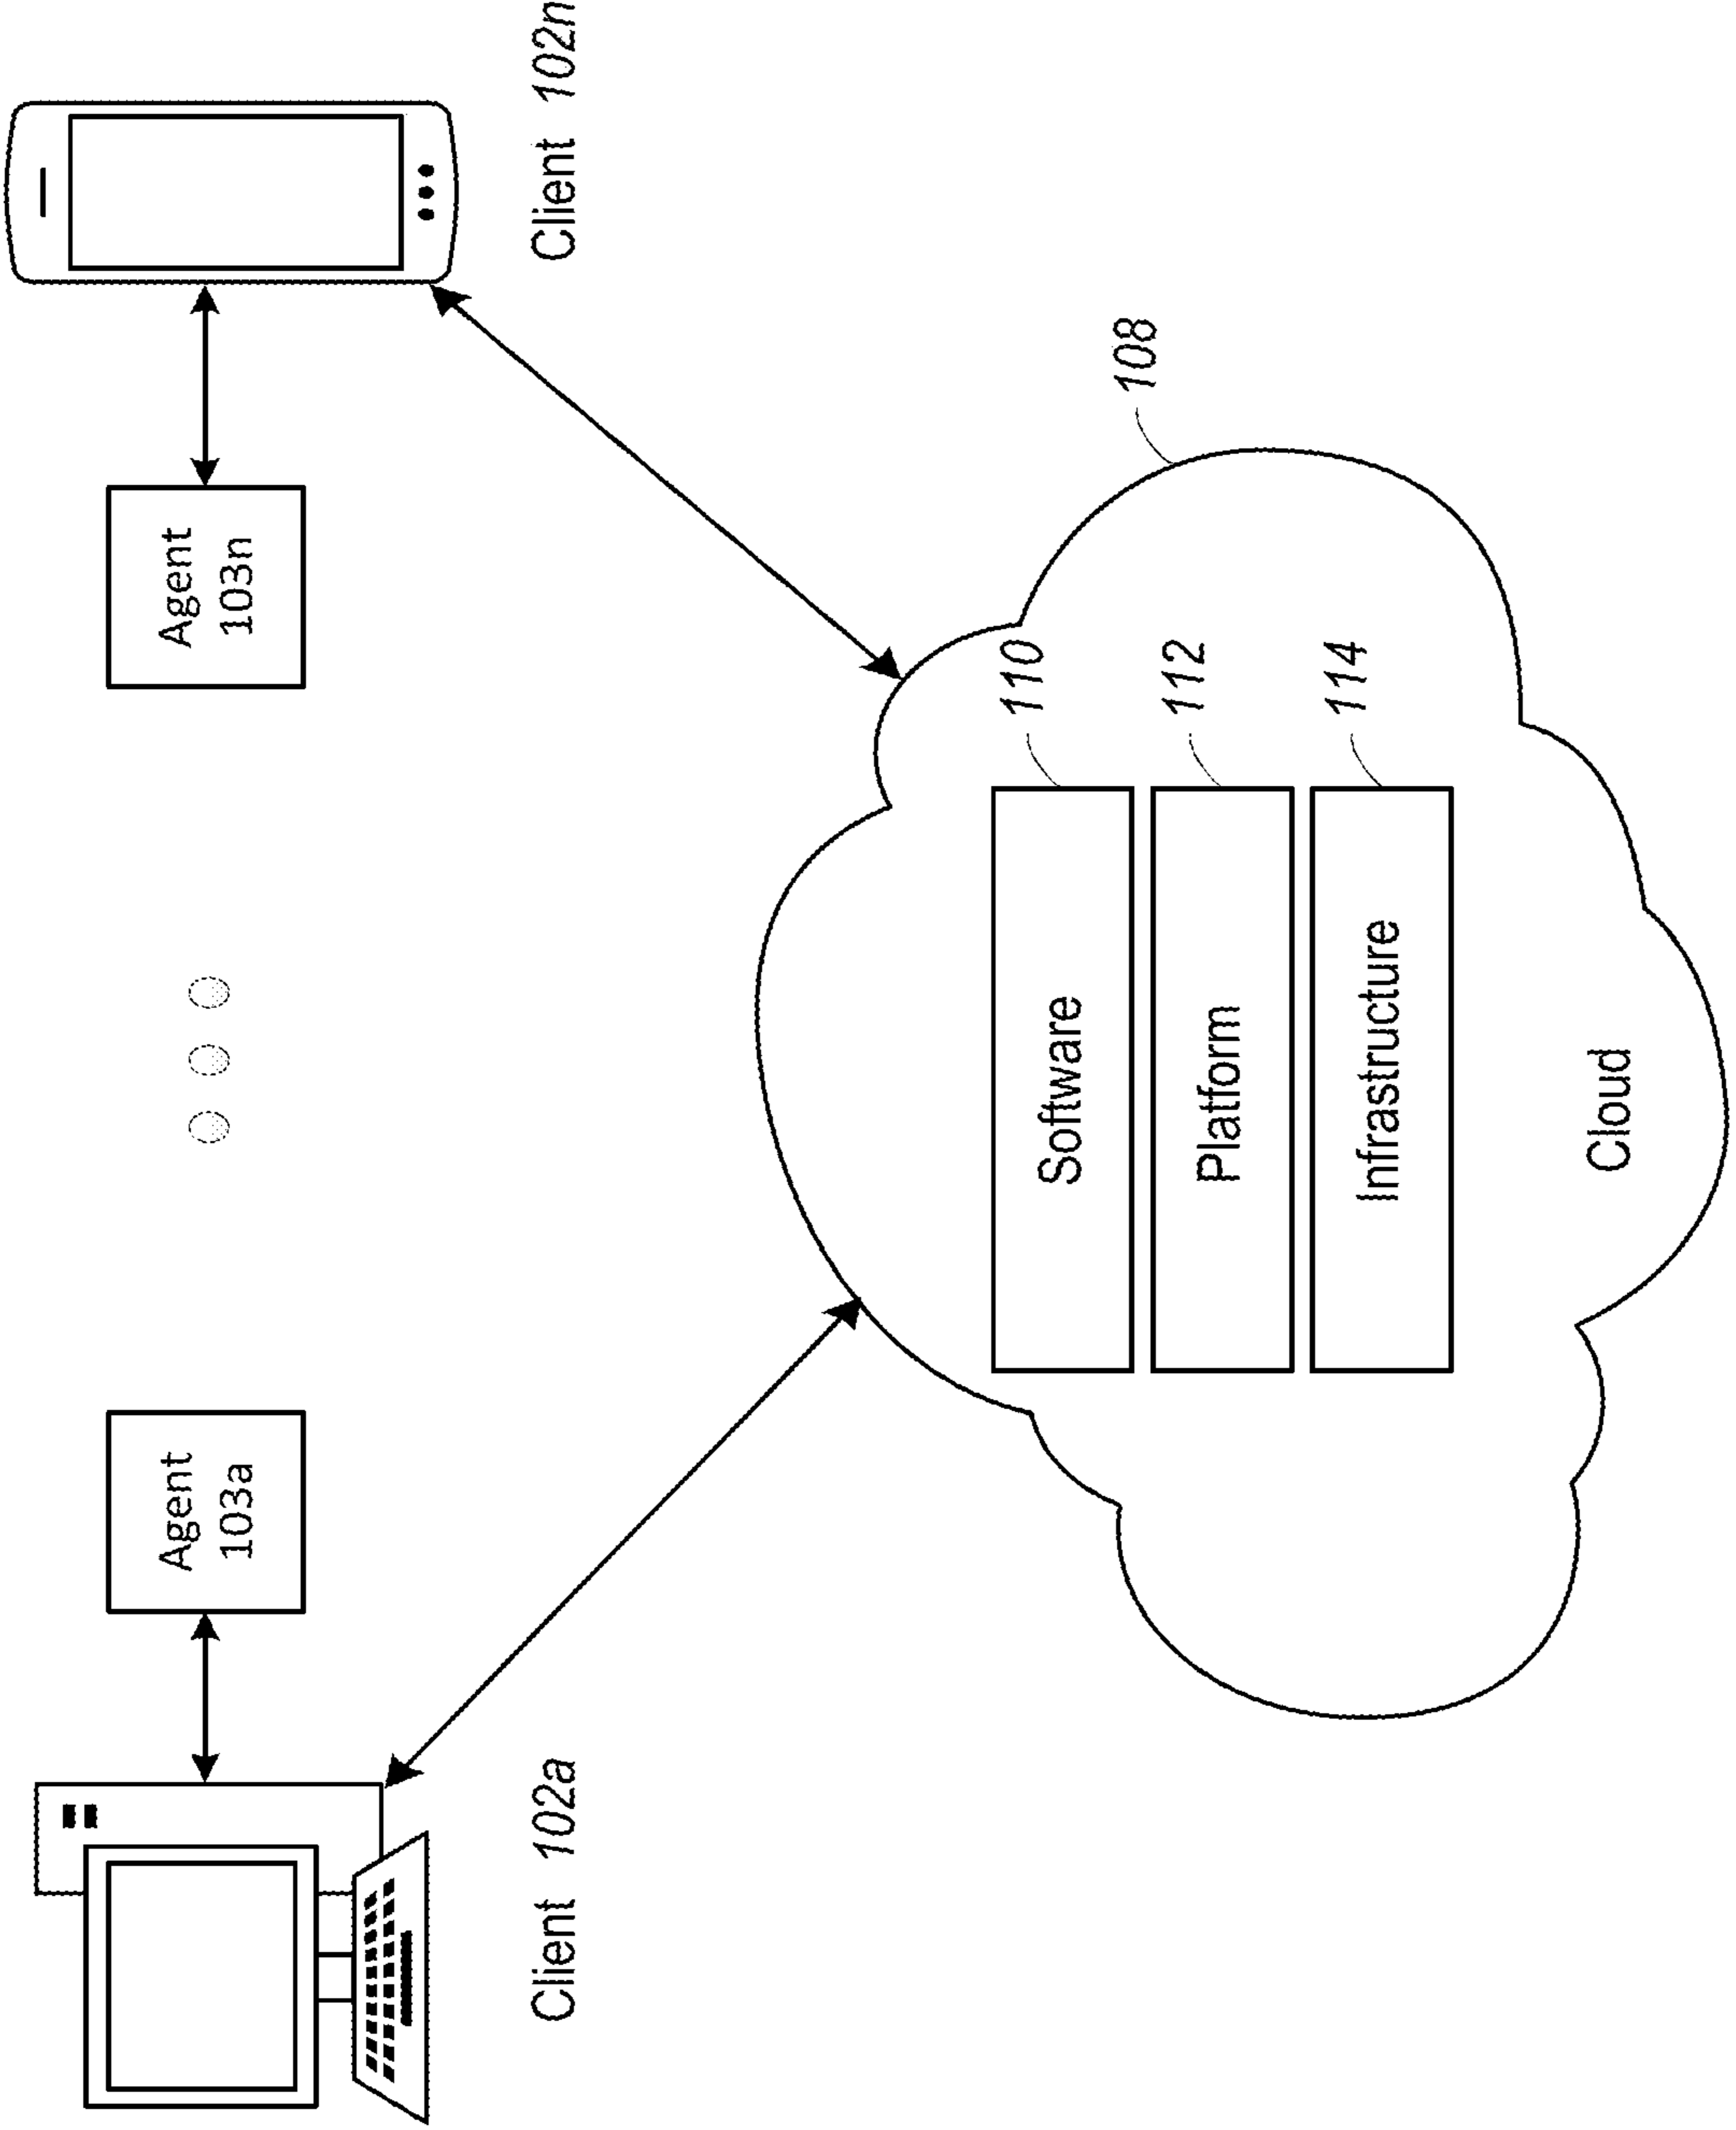 Agent
103a
Agent
103n
Client 102a
Client 102n
108
110
Software
112
Platform
114
Infrastructure
Cloud